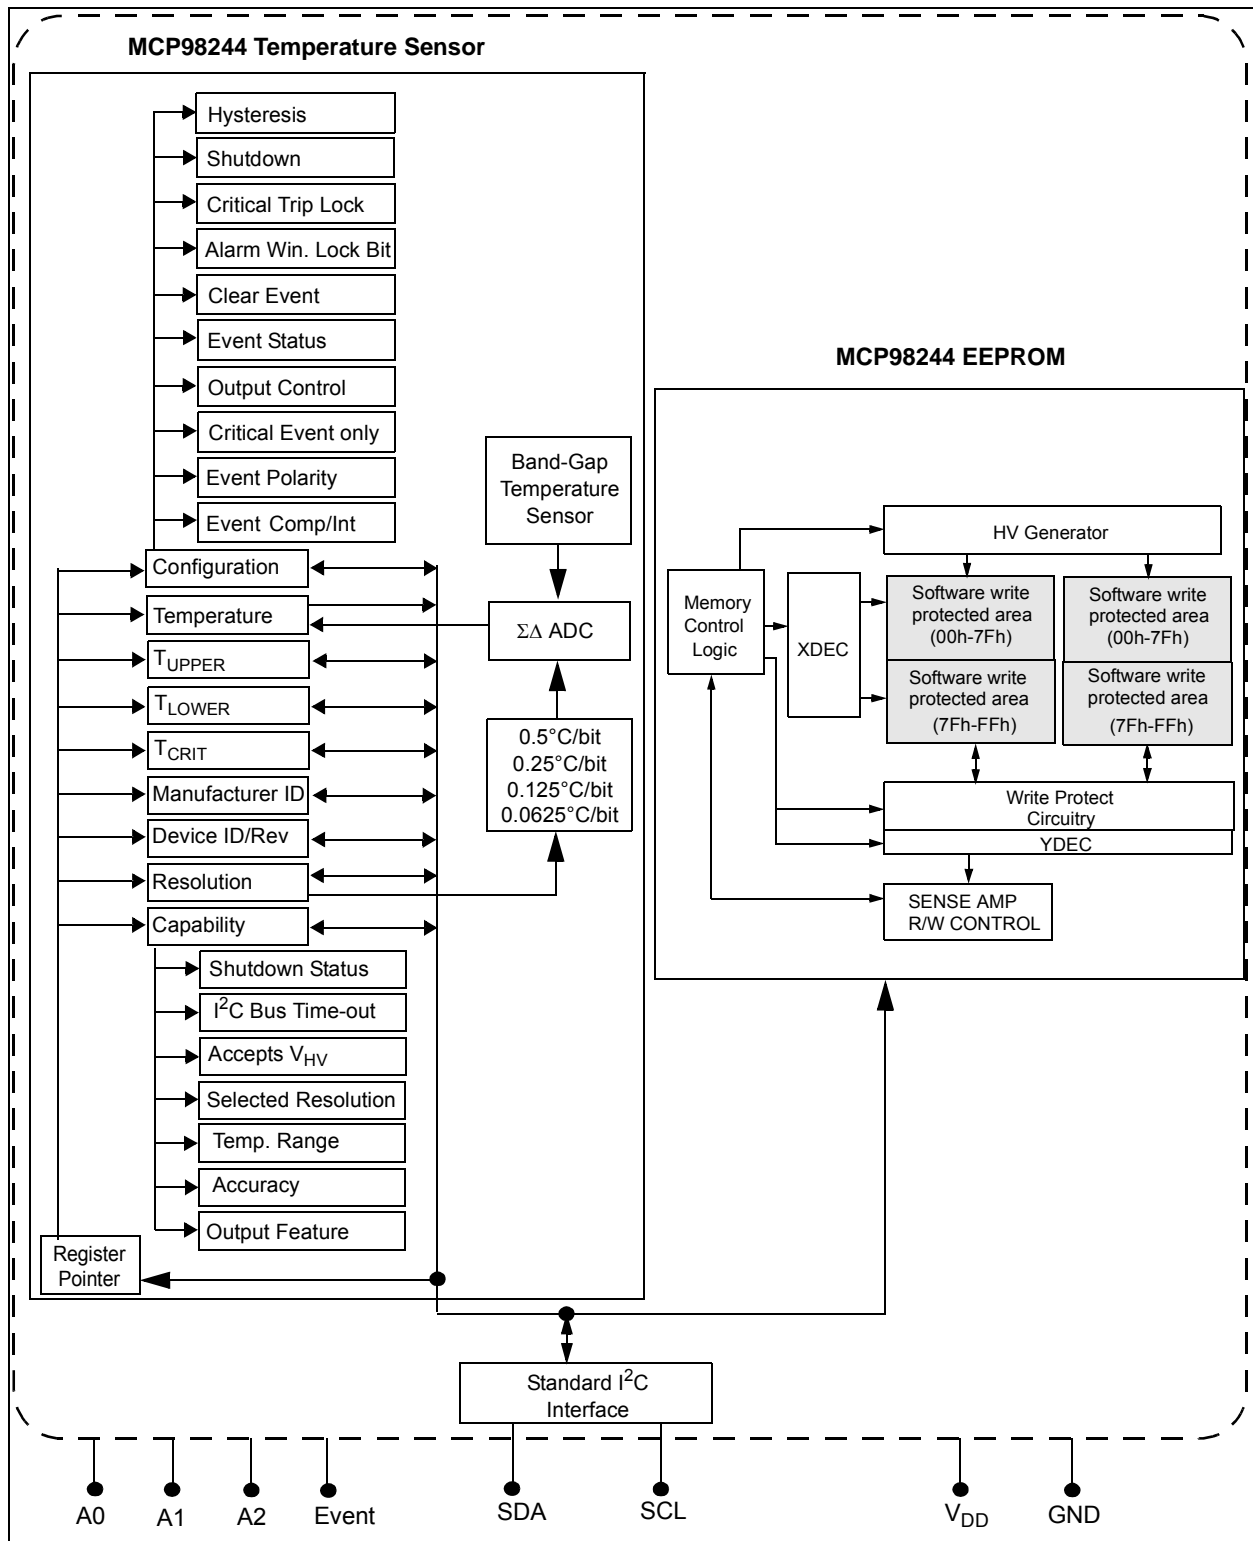 MCP98244 Temperature Sensor
Hysteresis
Shutdown
Critical Trip Lock
Alarm Win. Lock Bit
Clear Event
Event Status
Output Control
Critical Event only
Event Polarity
Event Comp/Int
Configuration
Temperature
TUPPER
TLOWER
TCRIT
Manufacturer ID
Device ID/Rev
Resolution
Capability
Shutdown Status
I2C Bus Time-out
Accepts VHV
Selected Resolution
Temp. Range
Accuracy
Output Feature
Register
Pointer
Band-Gap
Temperature
Sensor
ΣΔ ADC
0.5°C/bit
0.25°C/bit
0.125°C/bit
0.0625°C/bit
MCP98244 EEPROM
HV Generator
Memory
Control
Logic
XDEC
Software write
protected area
(00h-7Fh)
Software write
protected area
(00h-7Fh)
Software write
protected area
(7Fh-FFh)
Software write
protected area
(7Fh-FFh)
Write Protect
Circuitry
YDEC
SENSE AMP
R/W CONTROL
Standard I2C
Interface
A0
A1
A2
Event
SDA
SCL
VDD
GND